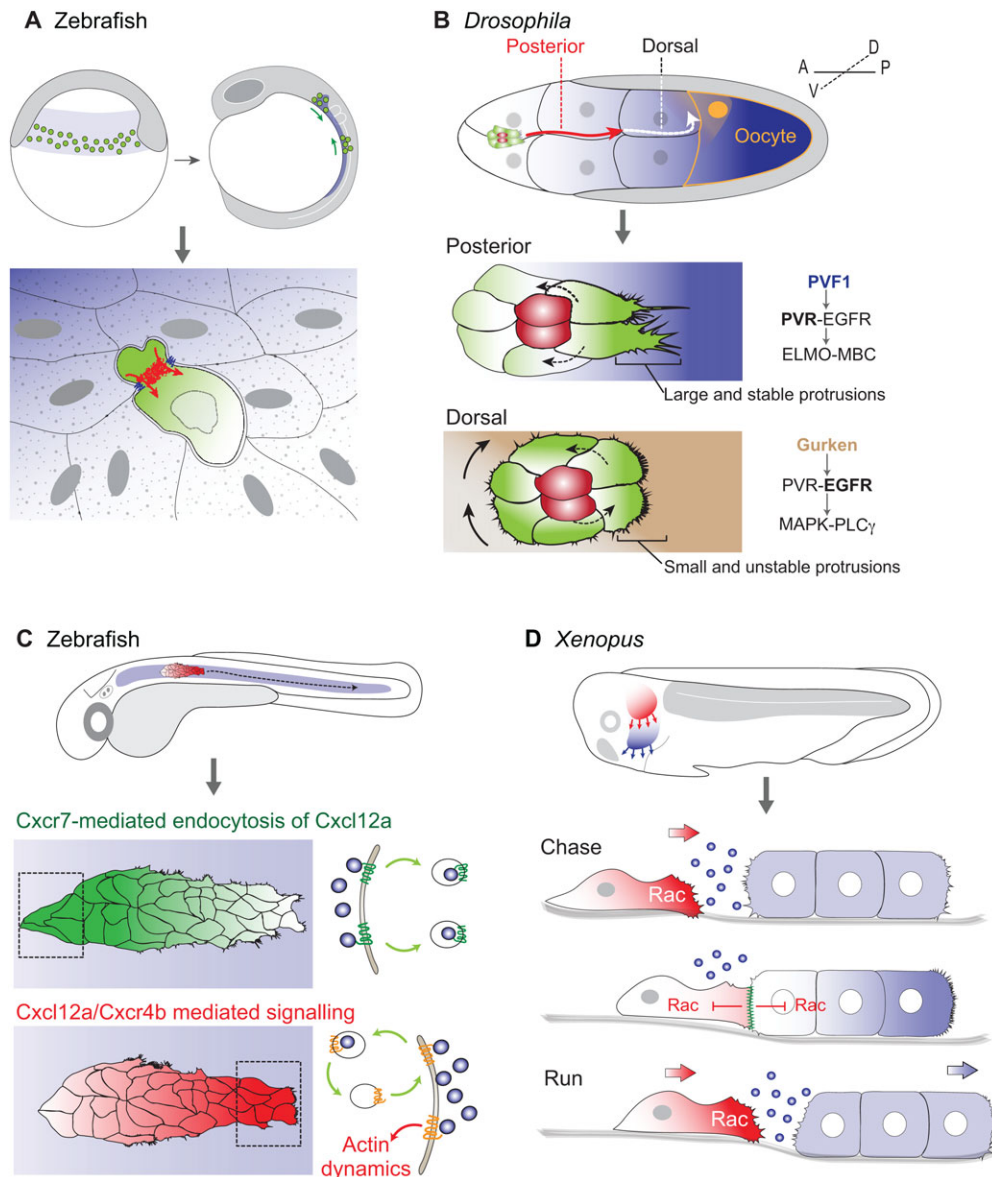 A Zebrafish
B Drosophila
Posterior
Dorsal
D
A
P
V
Oocyte
Posterior
PVF1
PVR-EGFR
ELMO-MBC
Large and stable protrusions
Dorsal
Gurken
PVR-EGFR
MAPK-PLCγ
Small and unstable protrusions
C Zebrafish
Cxcr7-mediated endocytosis of Cxcl12a
Cxcl12a/Cxcr4b mediated signalling
Actin
dynamics
D Xenopus
Chase
Rac
Rac
Rac
Run
Rac